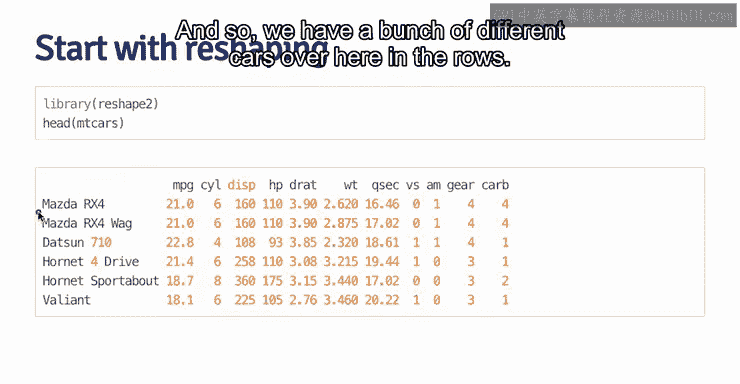 Start with reshaping
And so, we have a bunch of different
cars over here in the rows.
library(reshape2)
head(mtcars)
mpg cyl disp hp drat wt qsec vs am gear carb
Mazda RX4 21.0 6 160 110 3.90 2.620 16.46 0 1 4 4
Mazda RX4 Wag 21.0 6 160 110 3.90 2.875 17.02 0 1 4 4
Datsun 710 22.8 4 108 93 3.85 2.320 18.61 1 1 4 1
Hornet 4 Drive 21.4 6 258 110 3.08 3.215 19.44 1 0 3 1
Hornet Sportabout 18.7 8 360 175 3.15 3.440 17.02 0 0 3 2
Valiant 18.1 6 225 105 2.76 3.460 20.22 1 0 3 1